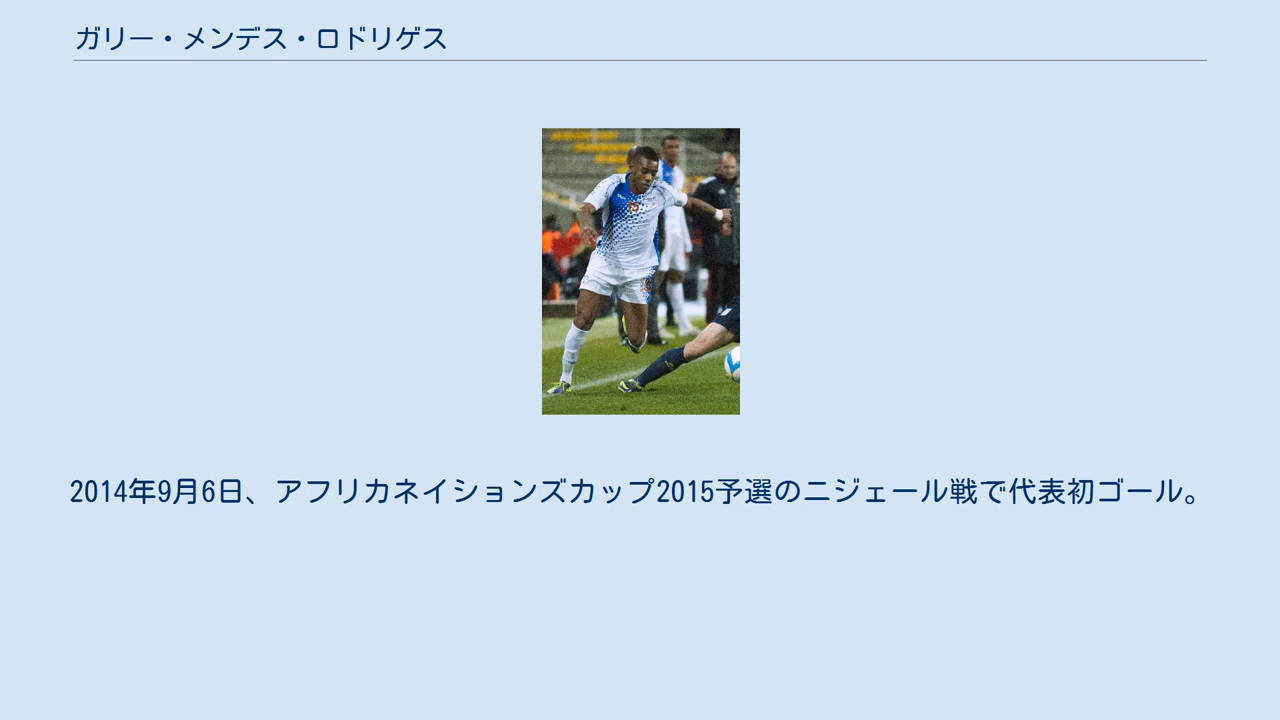 ガリー・メンデス・ロドリゲス
2014年9月6日、アフリカネイションズカップ2015予選のニジェール戦で代表初ゴール。